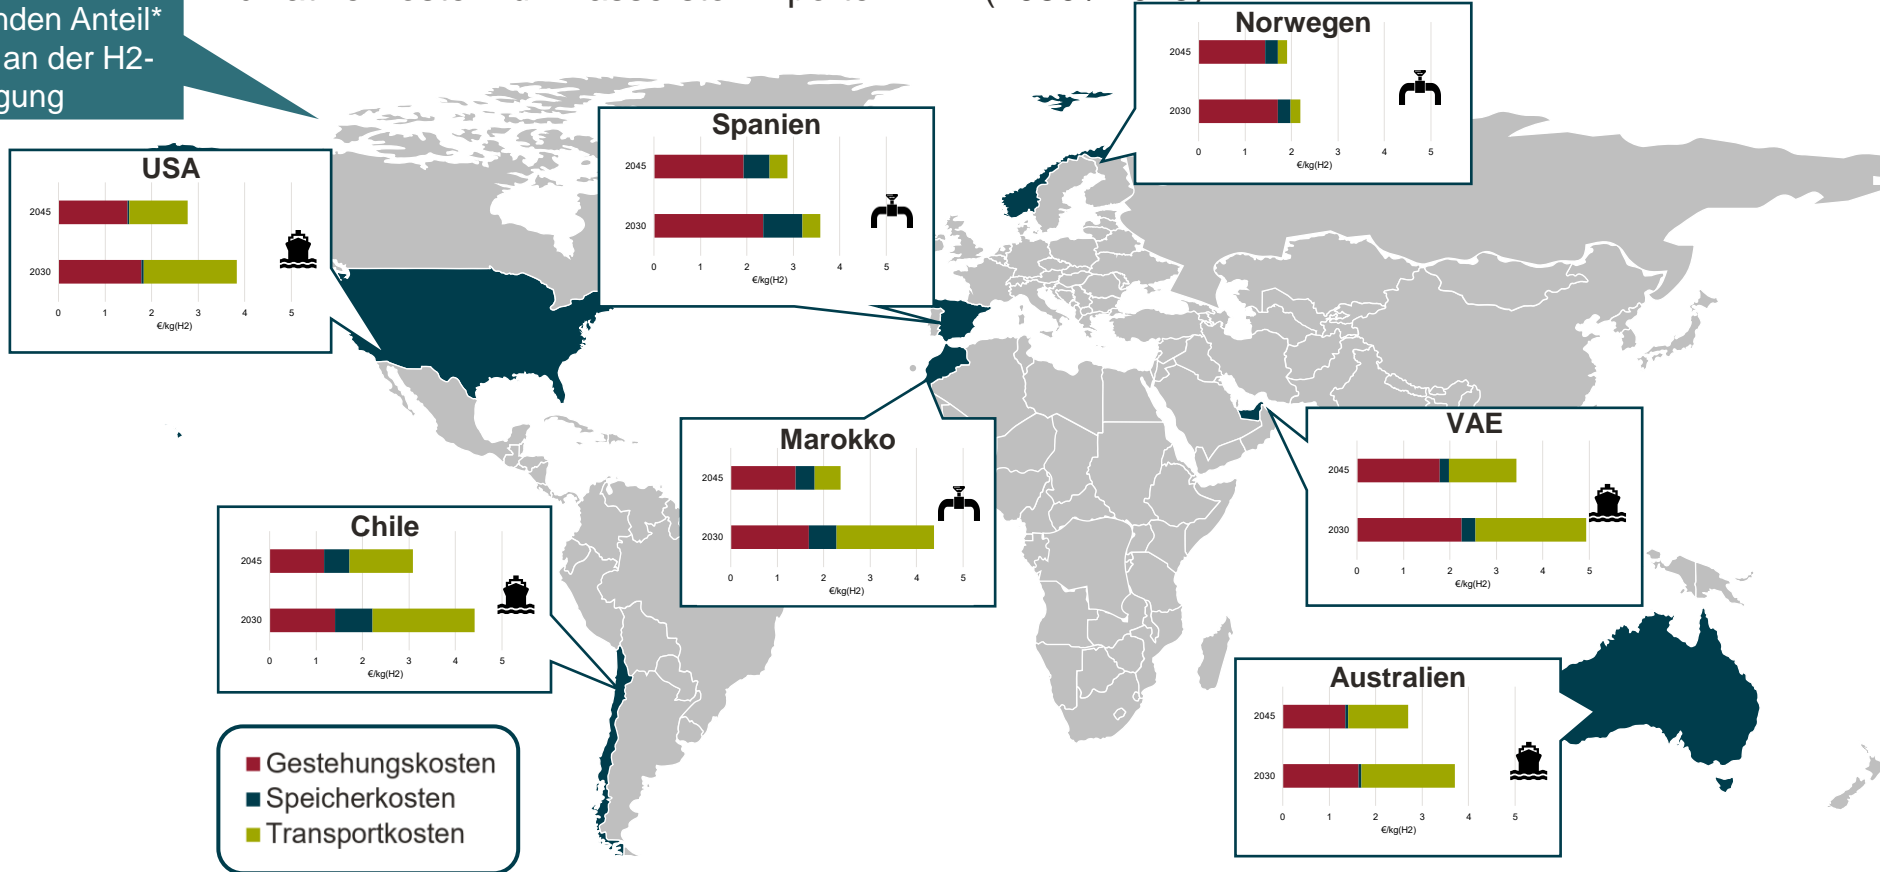 nden Anteil*
an der H2-
gung
USA
2045
2030
0 1 2 3 4 5
€/kg(H2)
Spanien
2045
2030
0 1 2 3 4 5
€/kg(H2)
Norwegen
2045
2030
0 1 2 3 4 5
€/kg(H2)
Marokko
2045
2030
0 1 2 3 4 5
€/kg(H2)
VAE
2045
2030
0 1 2 3 4 5
€/kg(H2)
Chile
2045
2030
0 1 2 3 4 5
€/kg(H2)
Australien
2045
2030
0 1 2 3 4 5
€/kg(H2)
Gestehungskosten
Speicherkosten
Transportkosten